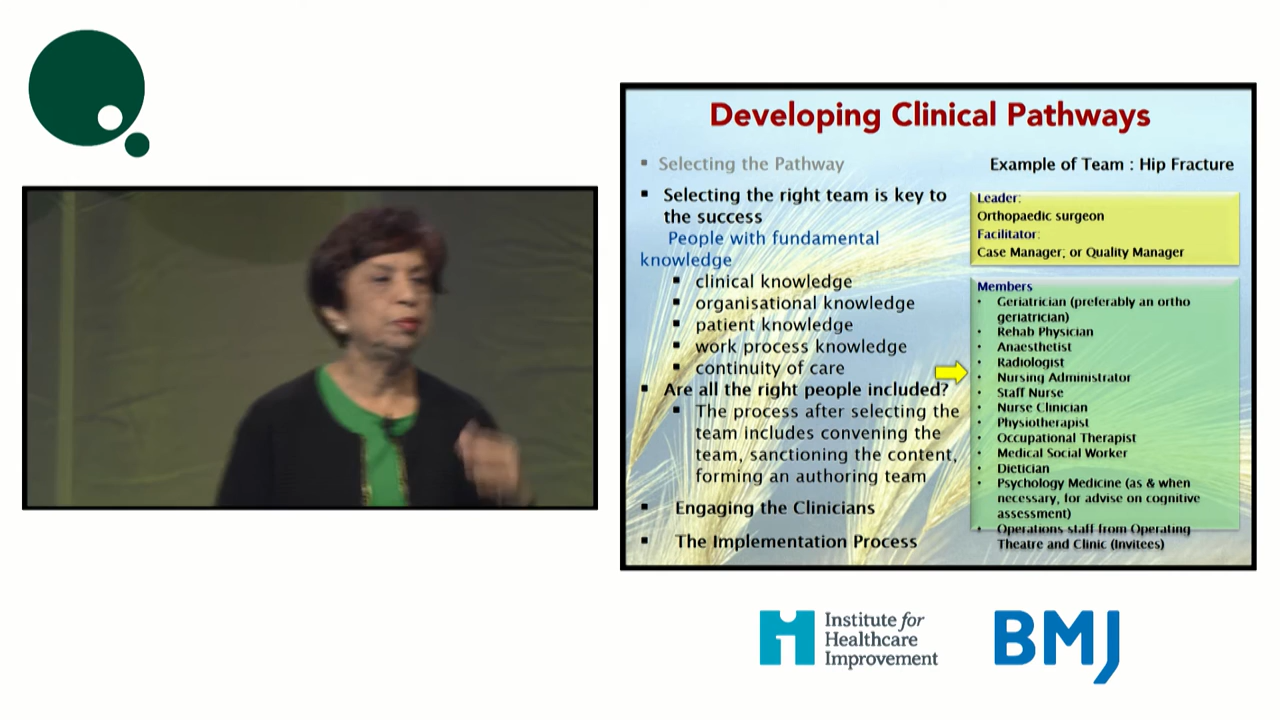 Developing Clinical Pathways
▪ Selecting the Pathway
▪ Selecting the right team is key to
the success
People with fundamental
knowledge
▪ clinical knowledge
▪ organisational knowledge
▪ patient knowledge
▪ work process knowledge
▪ continuity of care
▪ Are all the right people included?
▪ The process after selecting the
team includes convening the
team, sanctioning the content,
forming an authoring team
▪ Engaging the Clinicians
▪ The Implementation Process
Example of Team : Hip Fracture
Leader:
Orthopaedic surgeon
Facilitator:
Case Manager; or Quality Manager
Members
• Geriatrician (preferably an ortho
geriatrician)
• Rehab Physician
• Anaesthetist
• Radiologist
• Nursing Administrator
• Staff Nurse
• Nurse Clinician
• Physiotherapist
• Occupational Therapist
• Medical Social Worker
• Dietician
• Psychology Medicine (as & when
necessary, for advise on cognitive
assessment)
• Operations staff from Operating
Theatre and Clinic (Invitees)
Institute for
Healthcare
Improvement
BMJ